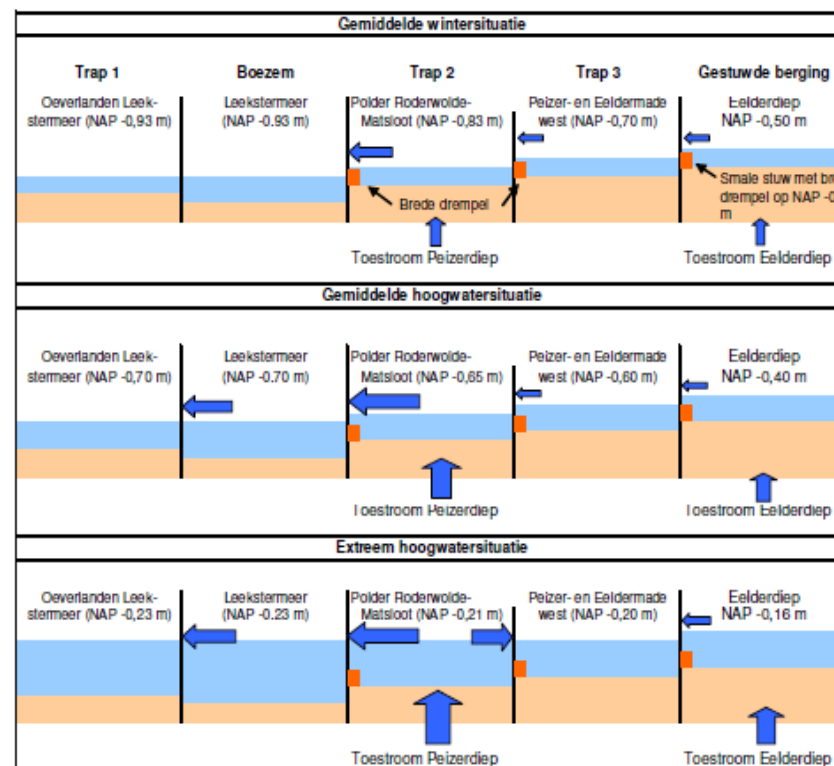 Gemiddelde wintersituatie
Trap 1
Boezem
Trap 2
Trap 3
Gestuwde berging
Oeverlanden Leek-
stermeer (NAP -0,93 m)
Leekstermeer
(NAP -0.93 m)
Polder Roderwolde-
Matsloot (NAP -0,83 m)
Peizer- en Eeldermade
west (NAP -0,70 m)
Eelderdiep
NAP -0,50 m
Brede drempel
Smale stuw met bre
drempel op NAP -0
m
Toestroom Peizerdiep
Toestroom Eelderdiep
Gemiddelde hoogwatersituatie
Oeverlanden Leek-
stermeer (NAP -0,70 m)
Leekstermeer
(NAP -0.70 m)
Polder Roderwolde-
Matsloot (NAP -0,65 m)
Peizer- en Eeldermade
west (NAP -0,60 m)
Eelderdiep
NAP -0,40 m
Toestroom Peizerdiep
Toestroom Eelderdiep
Extreem hoogwatersituatie
Oeverlanden Leek-
stermeer (NAP -0,23 m)
Leekstermeer
(NAP -0.23 m)
Polder Roderwolde-
Matsloot (NAP -0,21 m)
Peizer- en Eeldermade
west (NAP -0,20 m)
Eelderdiep
NAP -0,16 m
Toestroom Peizerdiep
Toestroom Eelderdiep